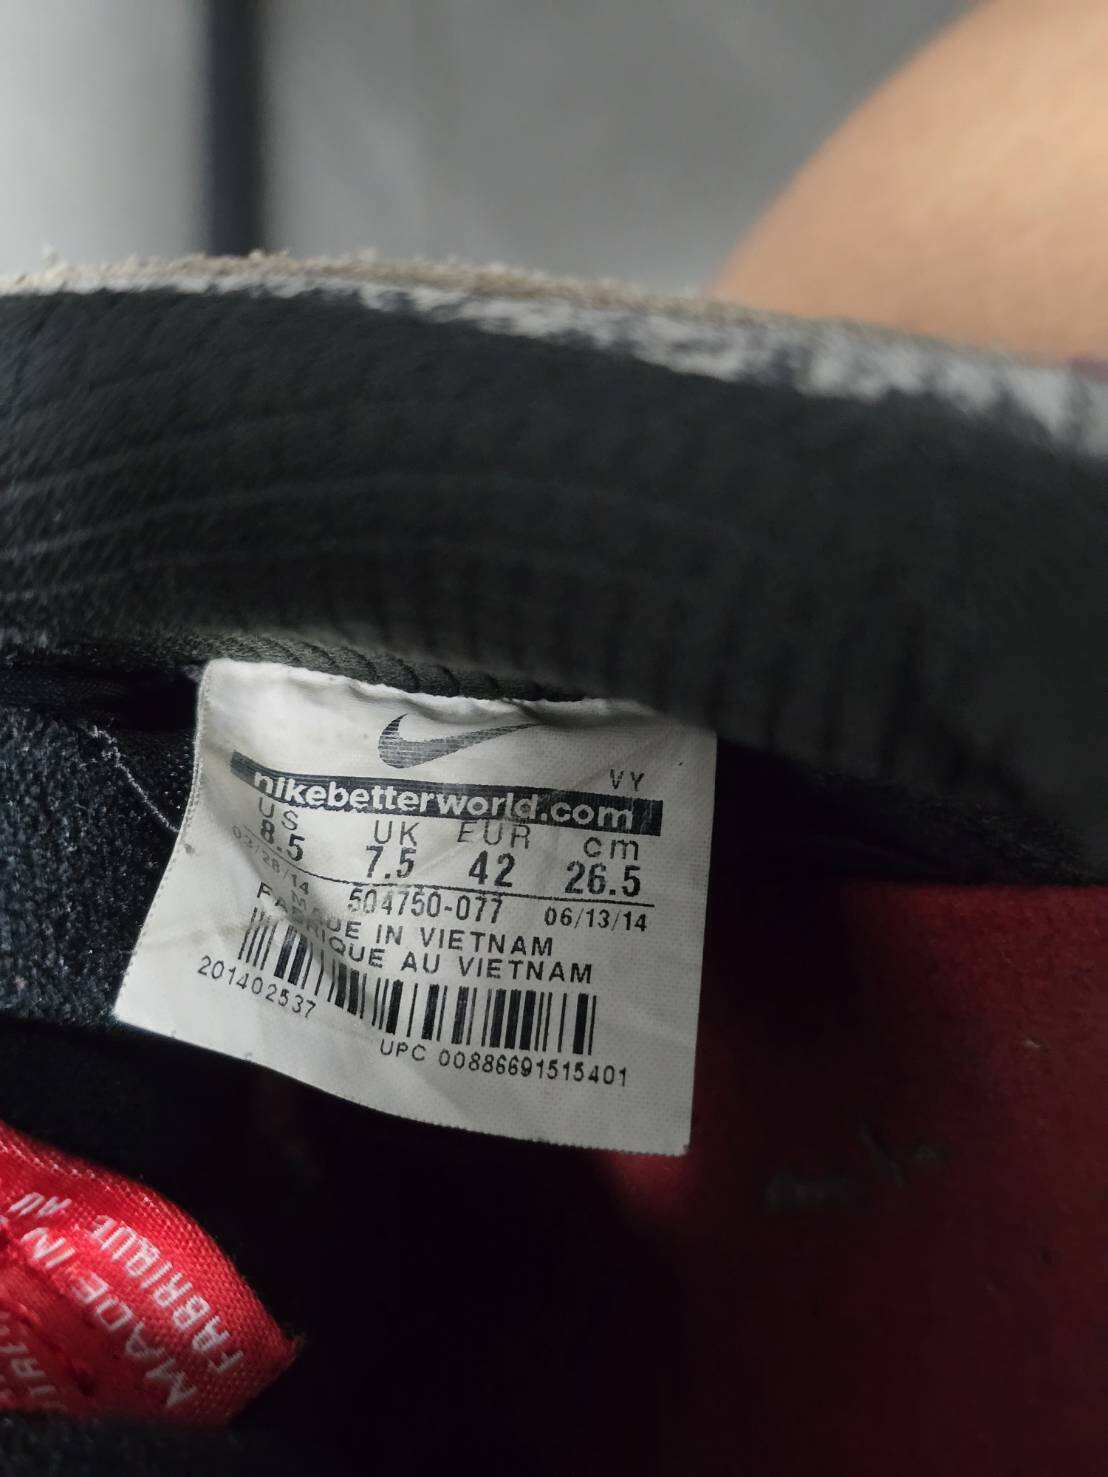 VY
nikebetterworld.com
US UK EUR cm
8.5 7.5 42 26.5
03/28/14 504750-077 06/13/14
MADE IN VIETNAM
FABRIQUE AU VIETNAM
201402537
UPC 00886691515401
MADE IN
FABRIQUE AU